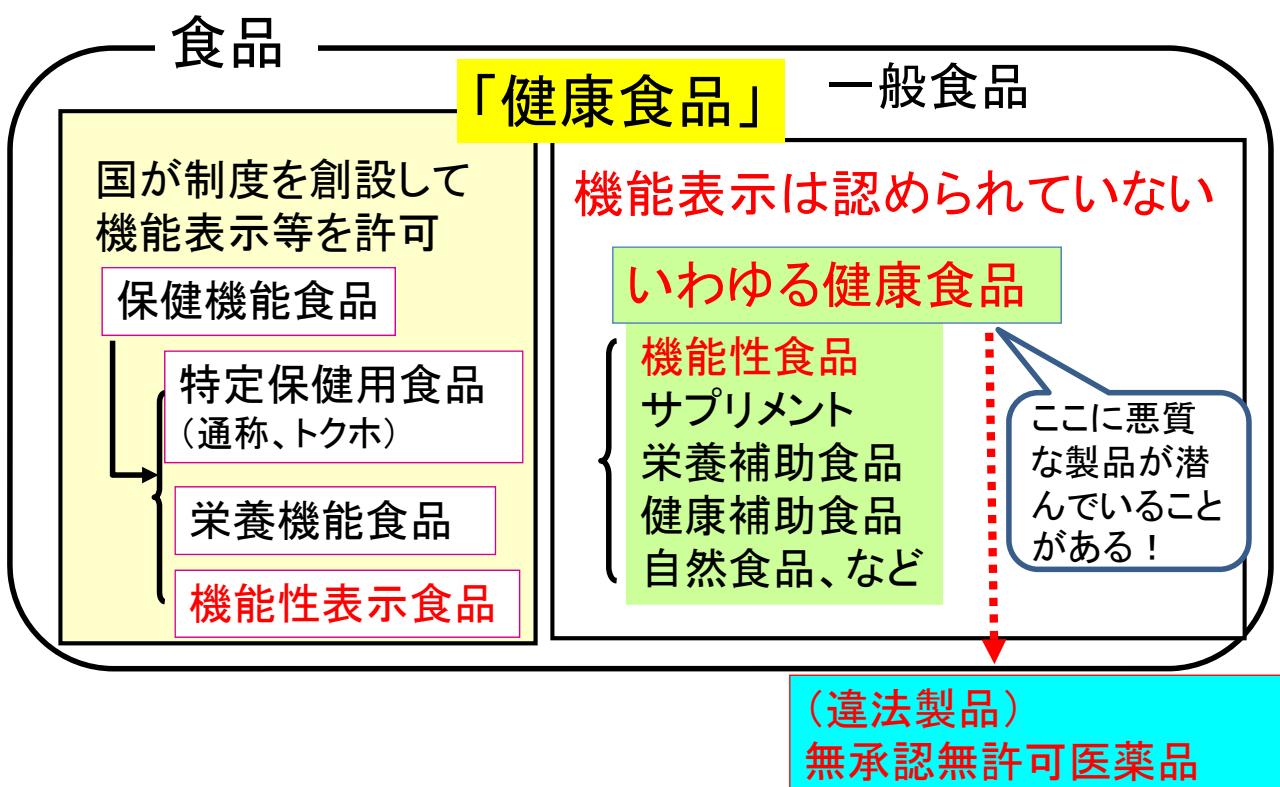 食品
「健康食品」
一般食品
国が制度を創設して
機能表示等を許可
保健機能食品
特定保健用食品
（通称、トクホ）
栄養機能食品
機能性表示食品
機能表示は認められていない
いわゆる健康食品
機能性食品
サプリメント
栄養補助食品
健康補助食品
自然食品、など
ここに悪質
な製品が潜
んでいること
がある！
（違法製品）
無承認無許可医薬品